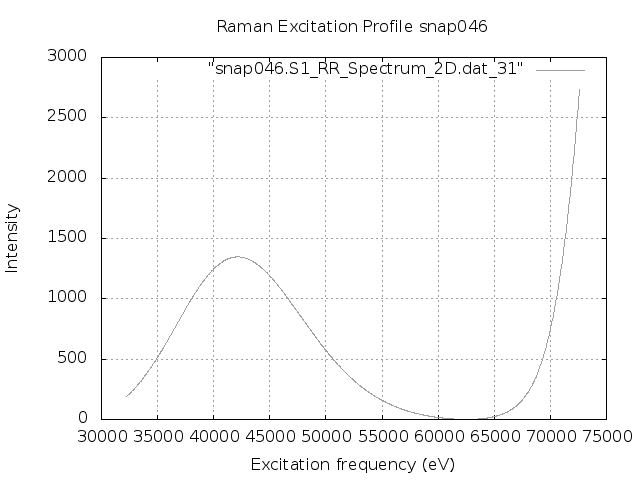 Raman Excitation Profile snap046
"snap046.S1_RR_Spectrum_2D.dat_31"
3000
2500
2000
1500
1000
500
0
Intensity
30000 35000 40000 45000 50000 55000 60000 65000 70000 75000
Excitation frequency (eV)